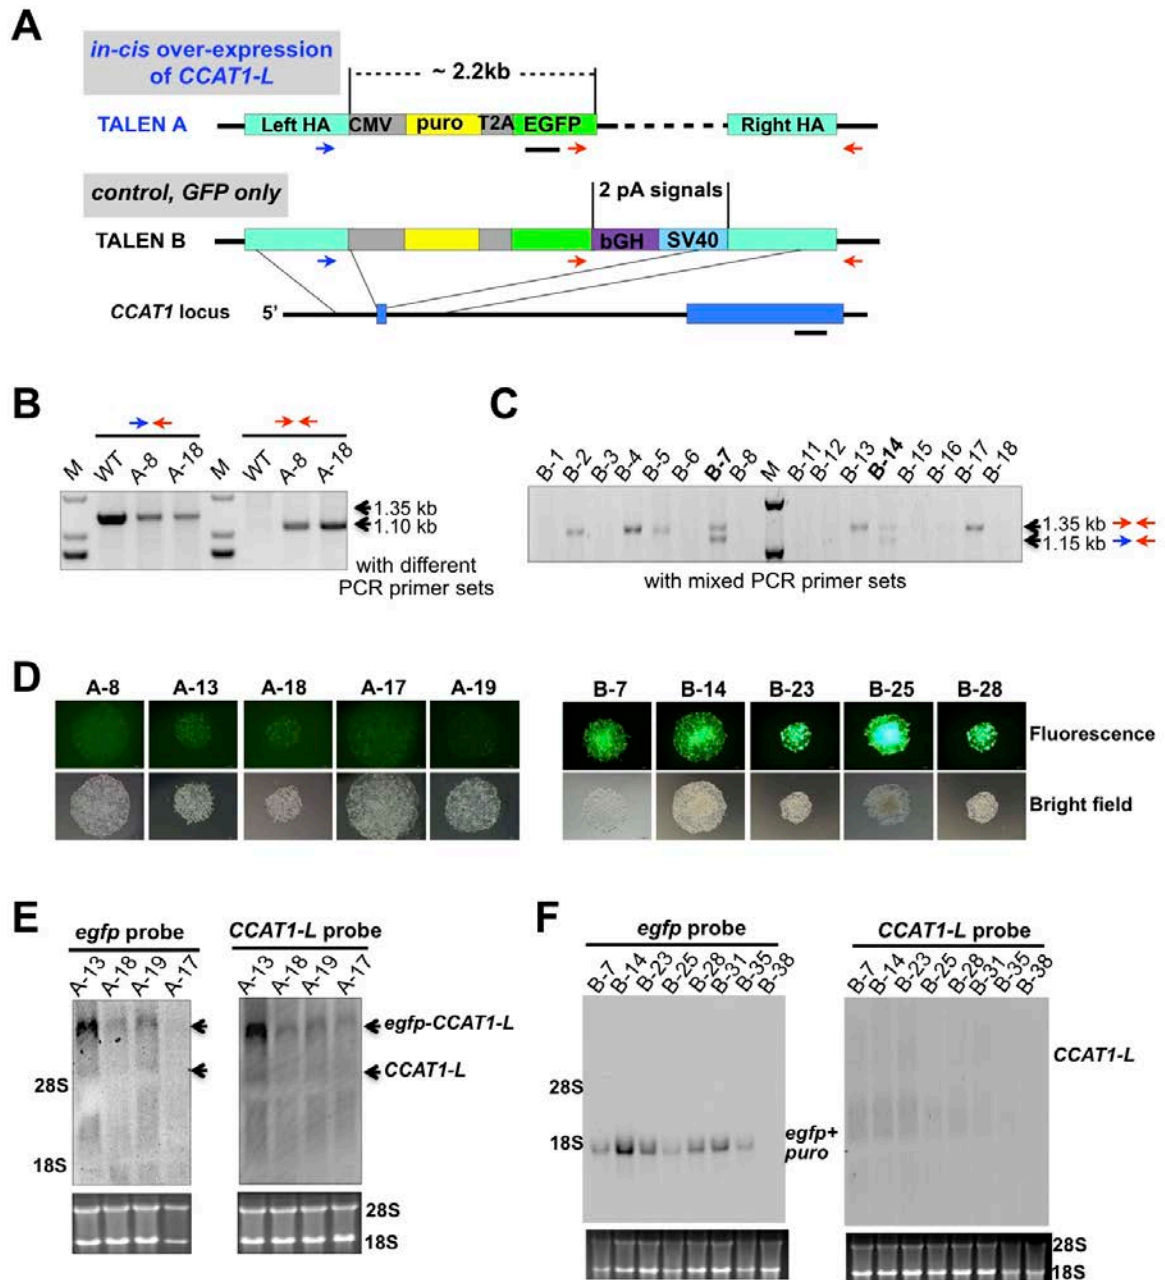 A
in-cis over-expression
of CCAT1-L
~ 2.2kb
TALEN A
Left HA
CMV
puro
T2A
EGFP
Right HA
control, GFP only
2 pA signals
TALEN B
bGH
SV40
CCAT1 locus
5’
B
M
WT
A-8
A-18
M
WT
A-8
A-18
1.35 kb
1.10 kb
with different
PCR primer sets
C
B-1
B-2
B-3
B-4
B-5
B-6
B-7
B-8
M
B-11
B-12
B-13
B-14
B-15
B-16
B-17
B-18
1.35 kb
1.15 kb
with mixed PCR primer sets
D
A-8 A-13 A-18 A-17 A-19
B-7 B-14 B-23 B-25 B-28
Fluorescence
Bright field
E
egfp probe
CCAT1-L probe
A-13
A-18
A-19
A-17
A-13
A-18
A-19
A-17
egfp-CCAT1-L
CCAT1-L
28S
18S
28S
18S
F
egfp probe
CCAT1-L probe
B-7
B-14
B-23
B-25
B-28
B-31
B-35
B-38
B-7
B-14
B-23
B-25
B-28
B-31
B-35
B-38
CCAT1-L
28S
18S
egfp+
puro
28S
18S